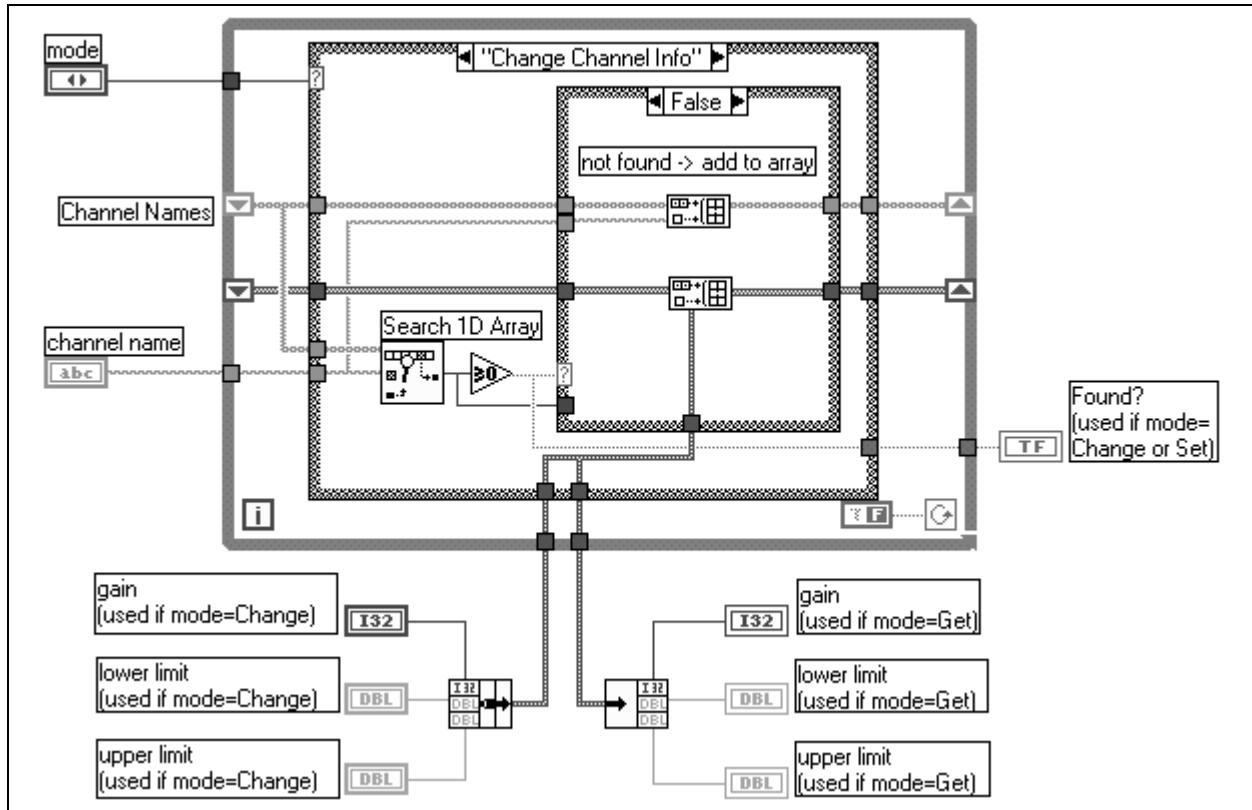 mode
"Change Channel Info"
?
False
not found -> add to array
Channel Names
Search 1D Array
channel name
abc
≥0
?
Found?
(used if mode=
Change or Set)
TF
i
F
gain
(used if mode=Change)
I32
gain
(used if mode=Get)
I32
lower limit
(used if mode=Change)
DBL
I32
DBL
DBL
I32
DBL
DBL
lower limit
(used if mode=Get)
DBL
upper limit
(used if mode=Change)
DBL
upper limit
(used if mode=Get)
DBL